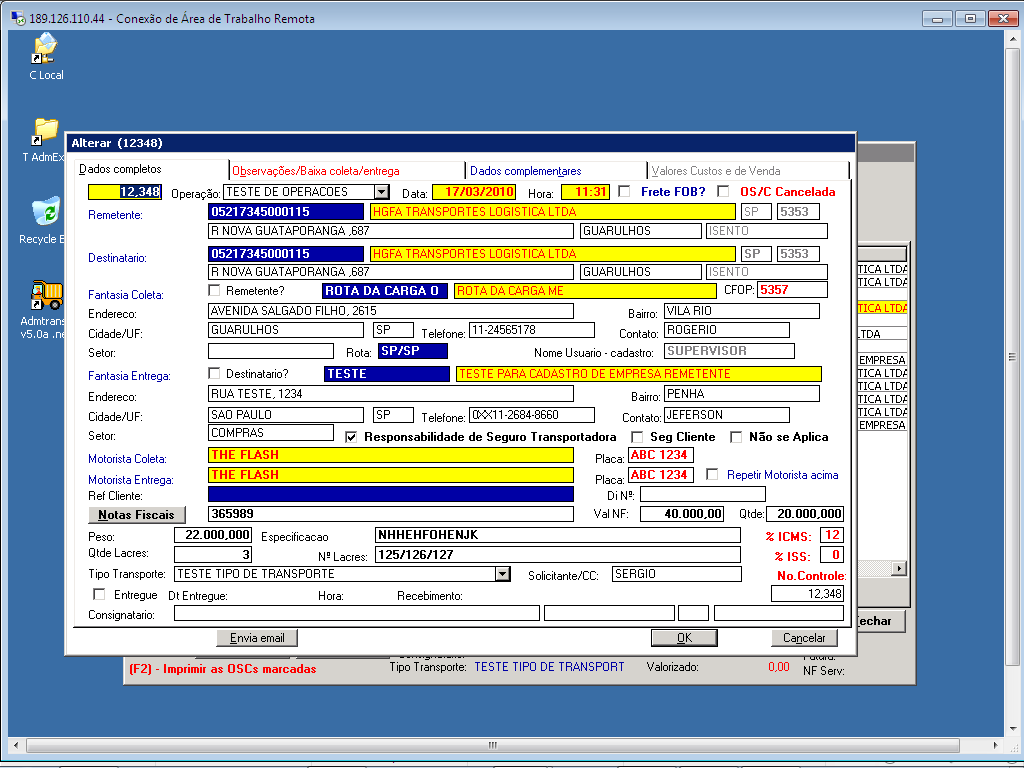 189.126.110.44 - Conexão de Área de Trabalho Remota
C Local
T AdmEx
Recycle B
Admtrans
v5.0a .ne
Alterar (12348)
Dados completos Observações/Baixa coleta/entrega Dados complementares Valores Custos e de Venda
12,348 Operação: TESTE DE OPERACOES Data: 17/03/2010 Hora: 11:31 Frete FOB? OS/C Cancelada
Remetente: 05217345000115 HGFA TRANSPORTES LOGISTICA LTDA SP 5353
R NOVA GUATAPORANGA ,687 GUARULHOS ISENTO
Destinatario: 05217345000115 HGFA TRANSPORTES LOGISTICA LTDA SP 5353
R NOVA GUATAPORANGA ,687 GUARULHOS ISENTO
Fantasia Coleta: Remetente? ROTA DA CARGA O ROTA DA CARGA ME CFOP: 5357
Endereco: AVENIDA SALGADO FILHO, 2615 Bairro: VILA RIO
Cidade/UF: GUARULHOS SP Telefone: 11-24565178 Contato: ROGERIO
Setor: Rota: SP/SP Nome Usuario - cadastro: SUPERVISOR
Fantasia Entrega: Destinatario? TESTE TESTE PARA CADASTRO DE EMPRESA REMETENTE
Endereco: RUA TESTE, 1234 Bairro: PENHA
Cidade/UF: SAO PAULO SP Telefone: 0XX11-2684-8660 Contato: JEFERSON
Setor: COMPRAS Responsabilidade de Seguro Transportadora Seg Cliente Não se Aplica
Motorista Coleta: THE FLASH Placa: ABC 1234
Motorista Entrega: THE FLASH Placa: ABC 1234 Repetir Motorista acima
Ref Cliente: Di Nº:
Notas Fiscais 365989 Val NF: 40.000,00 Qtde: 20.000,000
Peso: 22.000,000 Especificacao NHHEHFOHENJK % ICMS: 12
Qtde Lacres: 3 Nº Lacres: 125/126/127 % ISS: 0
Tipo Transporte: TESTE TIPO DE TRANSPORTE Solicitante/CC: SERGIO No.Controle:
Entregue Dt Entregue: Hora: Recebimento: 12,348
Consignatario:
Envia email OK Cancelar
TICA LTDA
TICA LTDA
TICA LTDA
LTDA
EMPRESA
TICA LTDA
TICA LTDA
TICA LTDA
TICA LTDA
EMPRESA
echar
(F2) - Imprimir as OSCs marcadas Tipo Transporte: TESTE TIPO DE TRANSPORT Valorizado: 0,00
NF Serv: